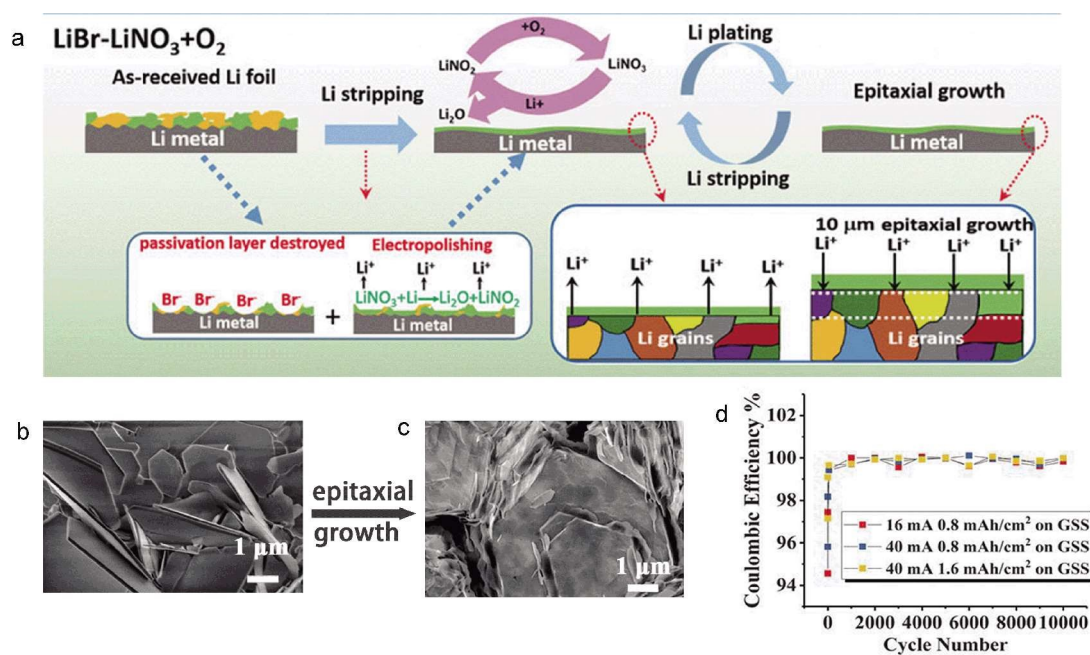 a
LiBr-LiNO₃+O₂
As-received Li foil
Li metal
Li stripping
+O₂
LiNO₂
LiNO₃
Li+
Li₂O
Li metal
Li plating
Li stripping
Epitaxial growth
Li metal
passivation layer destroyed
Br⁻ Br⁻ Br⁻ Br⁻
Li metal
+
Electropolishing
Li⁺ Li⁺ Li⁺
LiNO₃+Li→Li₂O+LiNO₂
Li metal
Li⁺ Li⁺ Li⁺ Li⁺
Li grains
10 μm epitaxial growth
Li⁺ Li⁺ Li⁺ Li⁺
Li grains
b
1 μm
epitaxial
growth
c
1 μm
d
Coulombic Efficiency %
102
100
98
96
94
16 mA 0.8 mAh/cm² on GSS
40 mA 0.8 mAh/cm² on GSS
40 mA 1.6 mAh/cm² on GSS
0 2000 4000 6000 8000 10000
Cycle Number